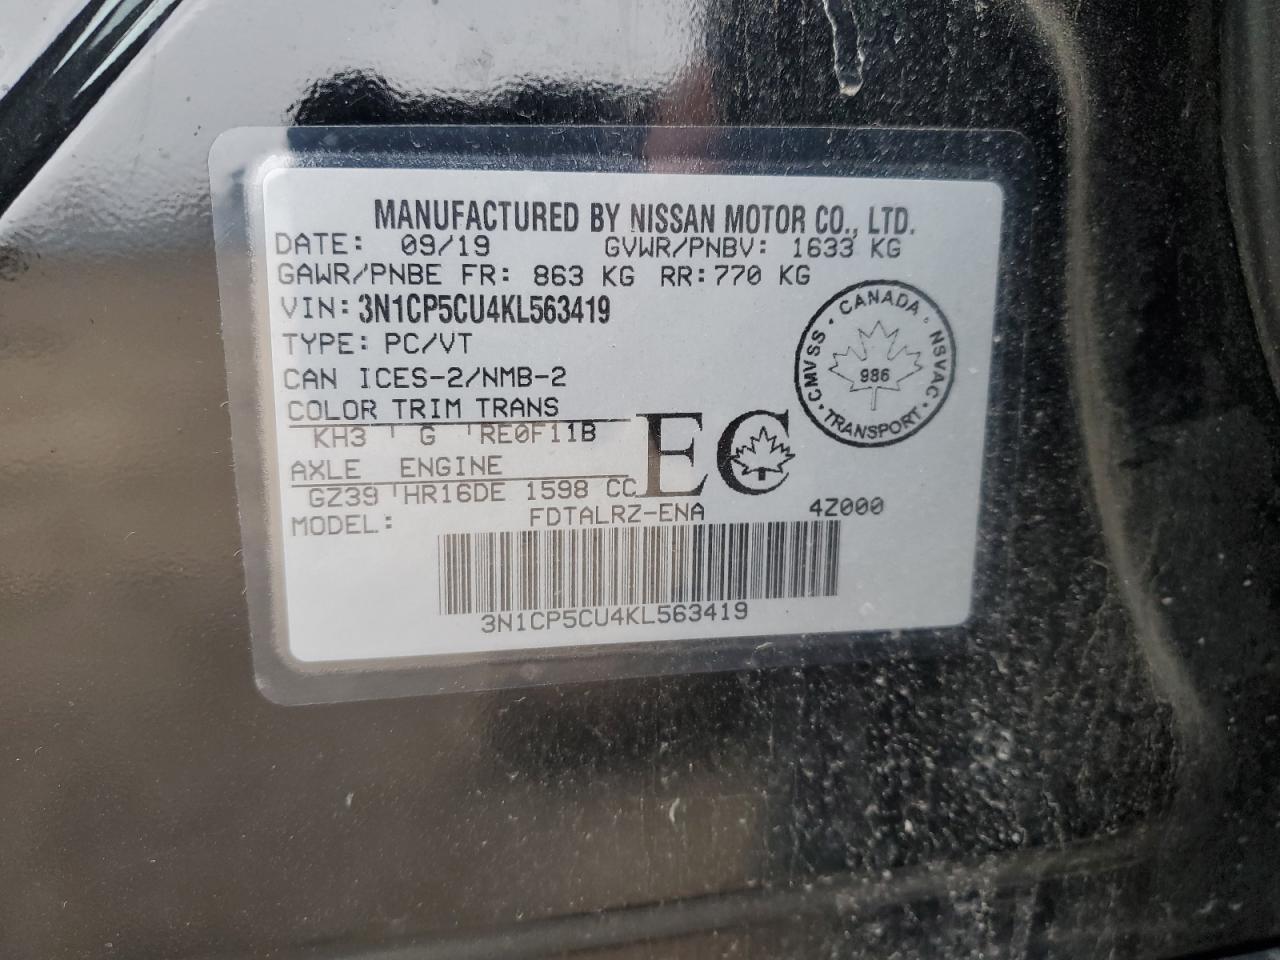 MANUFACTURED BY NISSAN MOTOR CO., LTD.
DATE: 09/19 GVWR/PNBV: 1633 KG
GAWR/PNBE FR: 863 KG RR: 770 KG
VIN: 3N1CP5CU4KL563419
TYPE: PC/VT
CAN ICES-2/NMB-2
COLOR TRIM TRANS
KH3 G RE0F11B
AXLE ENGINE
GZ39 HR16DE 1598 CC
EC
MODEL: FDTALRZ-ENA 4Z000
3N1CP5CU4KL563419
CMVSS • CANADA • NSVAC • TRANSPORT •
986